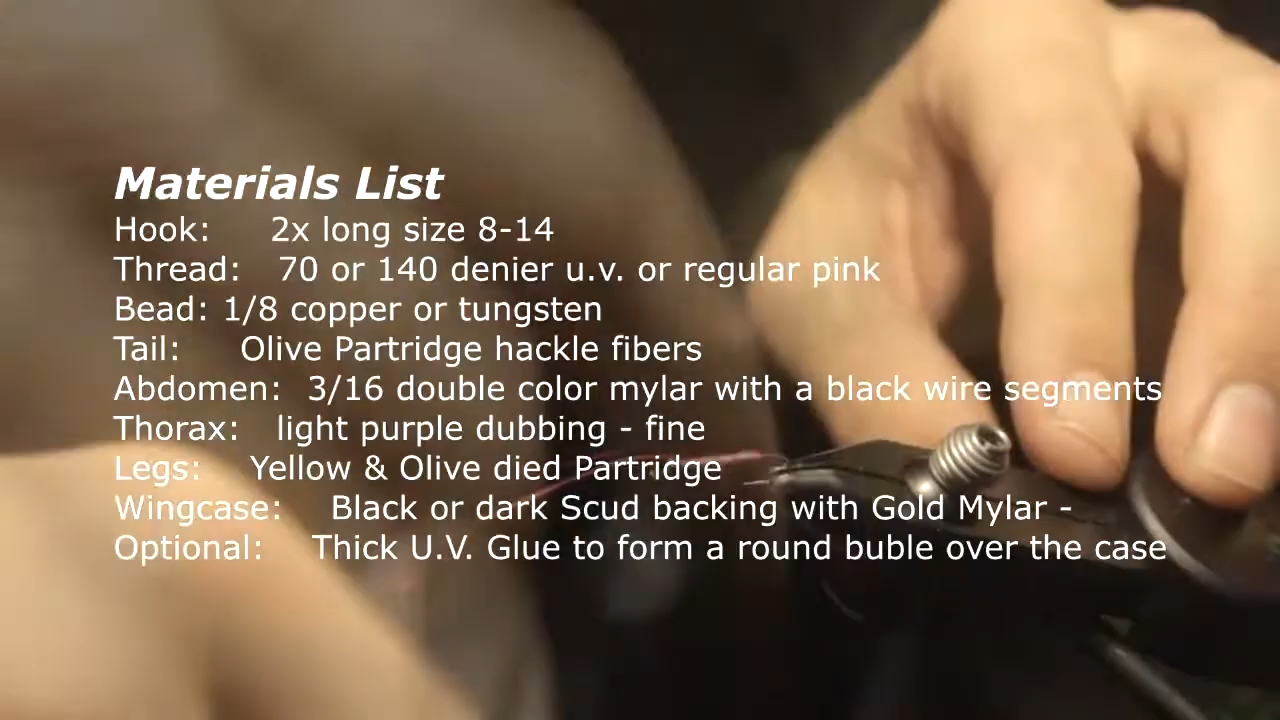 Materials List
Hook: 2x long size 8-14
Thread: 70 or 140 denier u.v. or regular pink
Bead: 1/8 copper or tungsten
Tail: Olive Partridge hackle fibers
Abdomen: 3/16 double color mylar with a black wire segments
Thorax: light purple dubbing - fine
Legs: Yellow & Olive died Partridge
Wingcase: Black or dark Scud backing with Gold Mylar -
Optional: Thick U.V. Glue to form a round buble over the case